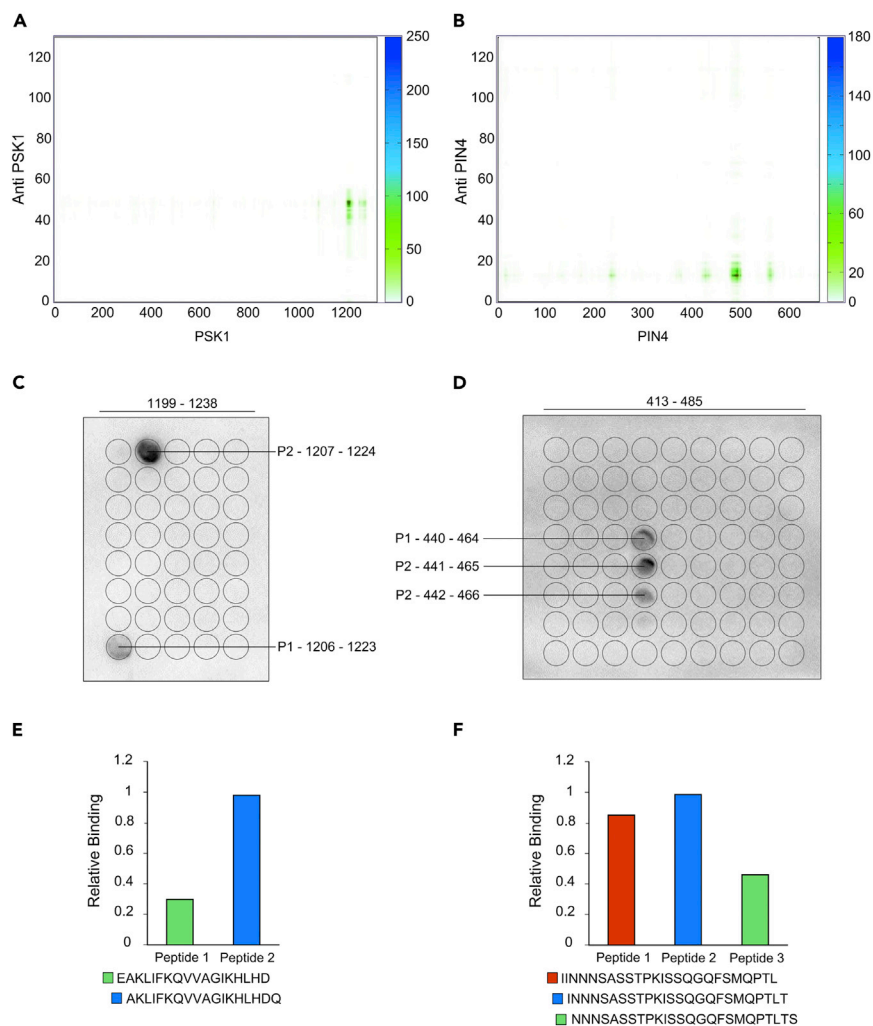 A
B
120
100
80
60
40
20
0
Anti PSK1
0 200 400 600 800 1000 1200
PSK1
250
200
150
100
50
0
120
100
80
60
40
20
0
Anti PIN4
0 100 200 300 400 500 600
PIN4
180
160
140
120
100
80
60
40
20
0
C
D
1199 - 1238
P2 - 1207 - 1224
P1 - 1206 - 1223
413 - 485
P1 - 440 - 464
P2 - 441 - 465
P2 - 442 - 466
E
F
1.2
1
0.8
0.6
0.4
0.2
0
Relative Binding
Peptide 1 Peptide 2
EAKLIFKQVVAGIKHLHD
AKLIFKQVVAGIKHLHDQ
1.2
1
0.8
0.6
0.4
0.2
0
Relative Binding
Peptide 1 Peptide 2 Peptide 3
IINNNSASSTPKISSQGQFSMQPTL
INNNSASSTPKISSQGQFSMQPTLT
NNNSASSTPKISSQGQFSMQPTLTS